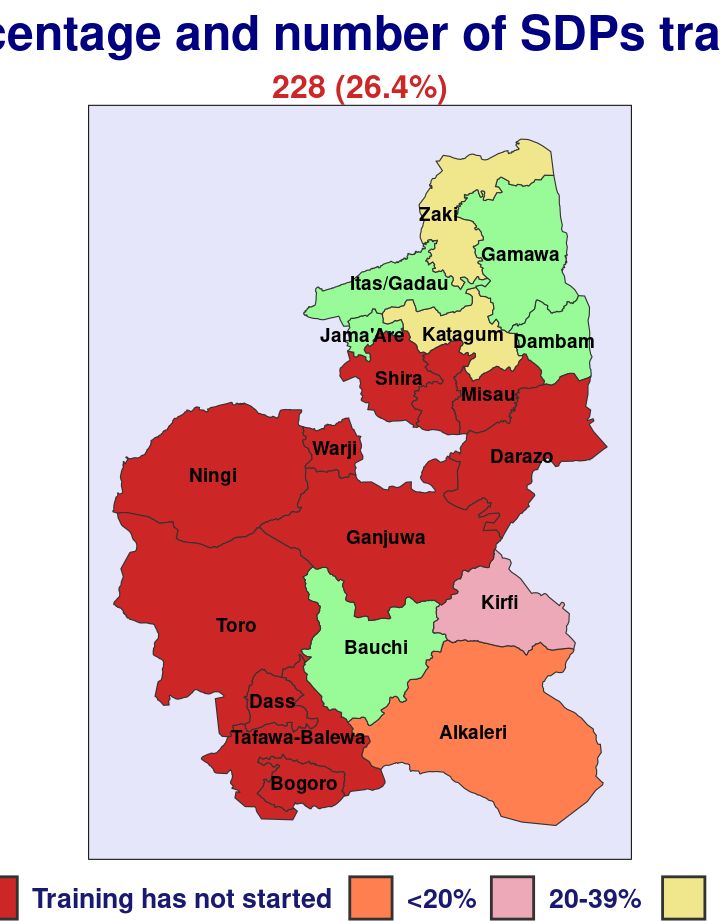 centage and number of SDPs tra
228 (26.4%)
Zaki
Gamawa
Itas/Gadau
Jama'Are
Katagum
Dambam
Shira
Misau
Warji
Darazo
Ningi
Ganjuwa
Kirfi
Toro
Bauchi
Dass
Alkaleri
Tafawa-Balewa
Bogoro
Training has not started <20% 20-39%